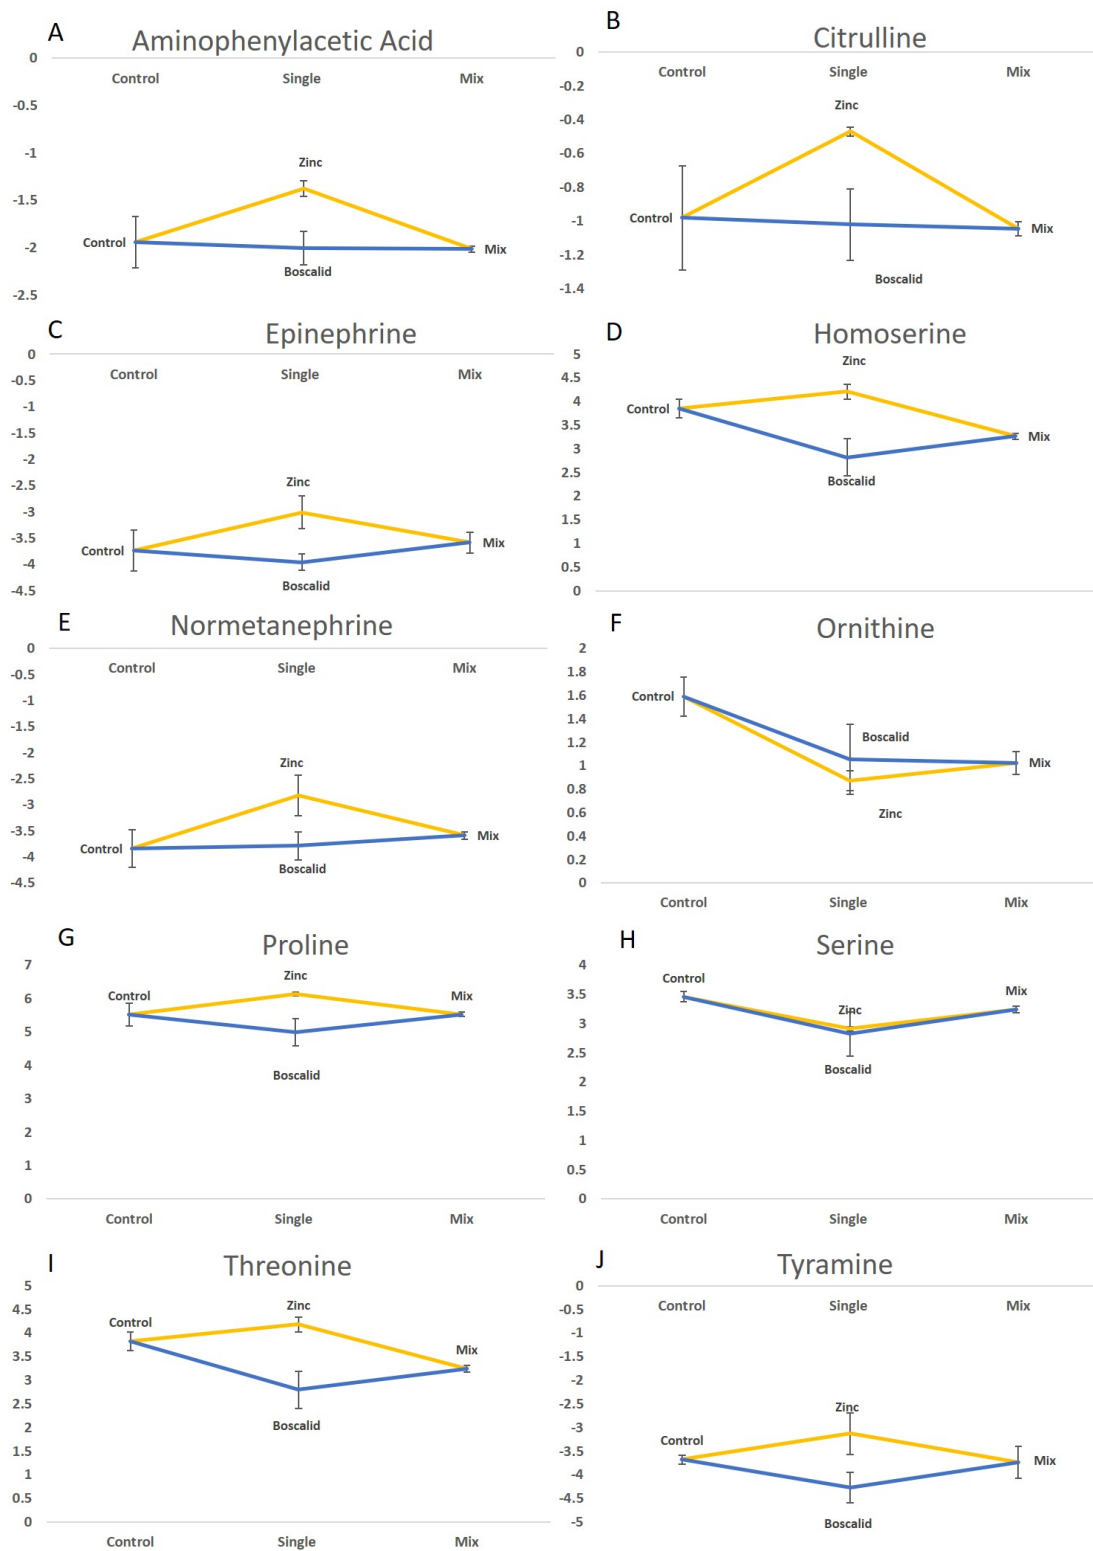 A
Aminophenylacetic Acid
0
Control
Single
Mix
-0.5
-1
Zinc
-1.5
Control
-2
Mix
Boscalid
-2.5
B
Citrulline
0
Control
Single
Mix
-0.2
Zinc
-0.4
-0.6
-0.8
Control
-1
Mix
-1.2
Boscalid
-1.4
C
Epinephrine
0
Control
Single
Mix
-0.5
-1
-1.5
-2
Zinc
-2.5
-3
-3.5
Control
Mix
-4
Boscalid
-4.5
D
Homoserine
5
Zinc
4.5
4
Control
3.5
Mix
3
2.5
Boscalid
2
1.5
1
0.5
0
E
Normetanephrine
0
Control
Single
Mix
-0.5
-1
-1.5
-2
Zinc
-2.5
-3
-3.5
Control
Mix
-4
Boscalid
-4.5
F
Ornithine
2
1.8
1.6
Control
1.4
1.2
Boscalid
1
Mix
0.8
Zinc
0.6
0.4
0.2
0
Control
Single
Mix
G
Proline
7
Zinc
6
Control
Mix
5
4
Boscalid
3
2
1
0
Control
Single
Mix
H
Serine
4
Control
Mix
3.5
Zinc
3
2.5
Boscalid
2
1.5
1
0.5
0
Control
Single
Mix
I
Threonine
5
Zinc
4.5
Control
4
Mix
3.5
3
2.5
Boscalid
2
1.5
1
0.5
0
Control
Single
Mix
J
Tyramine
0
Control
Single
Mix
-0.5
-1
-1.5
-2
-2.5
Zinc
-3
Control
-3.5
Mix
-4
-4.5
Boscalid
-5